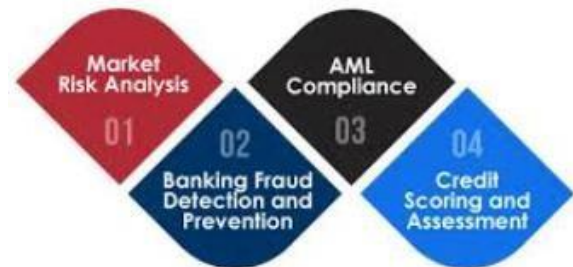 Market
Risk Analysis
01
02
Banking Fraud
Detection and
Prevention
AML
Compliance
03
04
Credit
Scoring and
Assessment